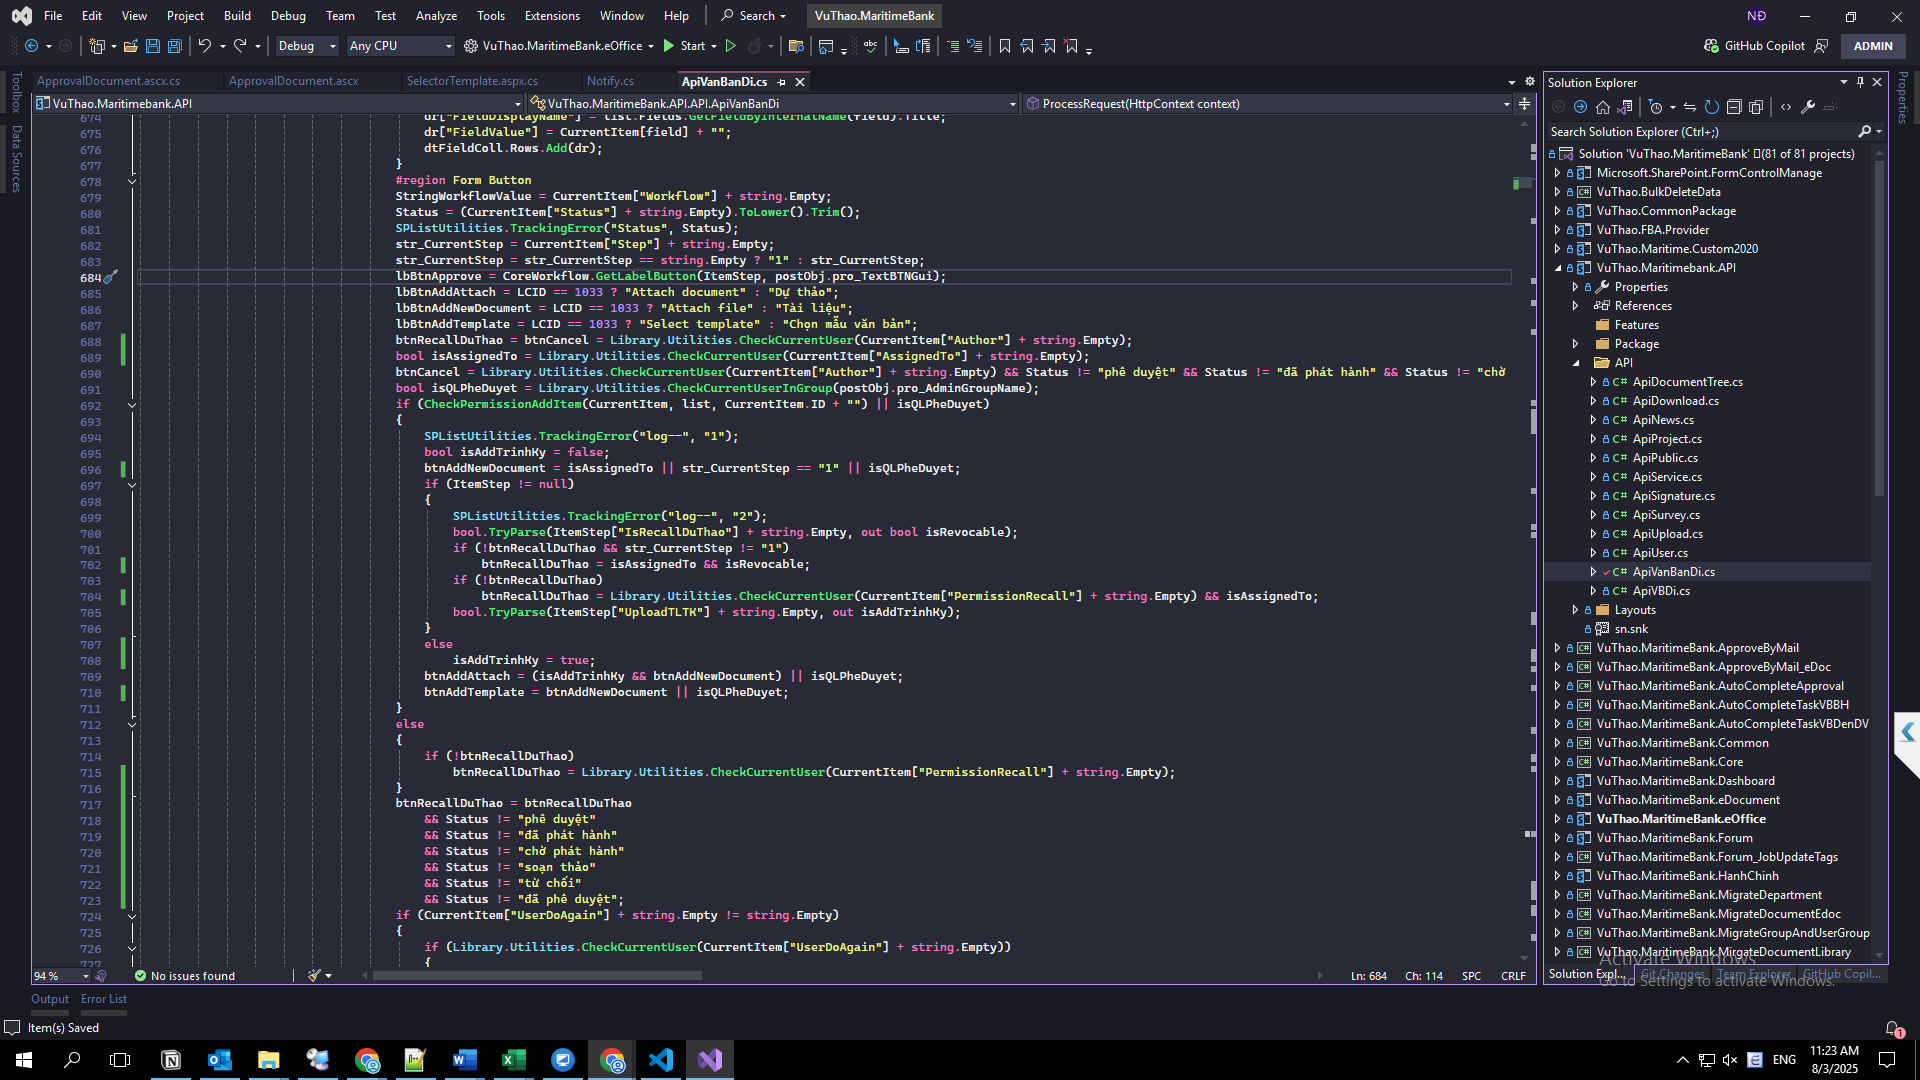 File Edit View Project Build Debug Team Test Analyze Tools Extensions Window Help Search VuThao.MaritimeBank NĐ
Debug Any CPU VuThao.MaritimeBank.eOffice Start GitHub Copilot ADMIN
ApprovalDocument.ascx.cs ApprovalDocument.ascx SelectorTemplate.aspx.cs Notify.cs ApiVanBanDi.cs
VuThao.Maritimebank.API VuThao.MaritimeBank.API.API.ApiVanBanDi ProcessRequest(HttpContext context)
Toolbox
Data Sources
674 dr["FieldDisplayName"] = list.Fields.GetFieldByInternalName(field).Title;
675 dr["FieldValue"] = CurrentItem[field] + "";
676 dtFieldColl.Rows.Add(dr);
677 }
678 #region Form Button
679 StringWorkflowValue = CurrentItem["Workflow"] + string.Empty;
680 Status = (CurrentItem["Status"] + string.Empty).ToLower().Trim();
681 SPListUtilities.TrackingError("Status", Status);
682 str_CurrentStep = CurrentItem["Step"] + string.Empty;
683 str_CurrentStep = str_CurrentStep == string.Empty ? "1" : str_CurrentStep;
684 lbBtnApprove = CoreWorkflow.GetLabelButton(ItemStep, postObj.pro_TextBTNGui);
685 lbBtnAddAttach = LCID == 1033 ? "Attach document" : "Dự thảo";
686 lbBtnAddNewDocument = LCID == 1033 ? "Attach file" : "Tài liệu";
687 lbBtnAddTemplate = LCID == 1033 ? "Select template" : "Chọn mẫu văn bản";
688 btnRecallDuThao = btnCancel = Library.Utilities.CheckCurrentUser(CurrentItem["Author"] + string.Empty);
689 bool isAssignedTo = Library.Utilities.CheckCurrentUser(CurrentItem["AssignedTo"] + string.Empty);
690 btnCancel = Library.Utilities.CheckCurrentUser(CurrentItem["Author"] + string.Empty) && Status != "phê duyệt" && Status != "đã phát hành" && Status != "chờ
691 bool isQLPheDuyet = Library.Utilities.CheckCurrentUserInGroup(postObj.pro_AdminGroupName);
692 if (CheckPermissionAddItem(CurrentItem, list, CurrentItem.ID + "") || isQLPheDuyet)
693 {
694 SPListUtilities.TrackingError("log--", "1");
695 bool isAddTrinhKy = false;
696 btnAddNewDocument = isAssignedTo || str_CurrentStep == "1" || isQLPheDuyet;
697 if (ItemStep != null)
698 {
699 SPListUtilities.TrackingError("log--", "2");
700 bool.TryParse(ItemStep["IsRecallDuThao"] + string.Empty, out bool isRevocable);
701 if (!btnRecallDuThao && str_CurrentStep != "1")
702 btnRecallDuThao = isAssignedTo && isRevocable;
703 if (!btnRecallDuThao)
704 btnRecallDuThao = Library.Utilities.CheckCurrentUser(CurrentItem["PermissionRecall"] + string.Empty) && isAssignedTo;
705 bool.TryParse(ItemStep["UploadTLTK"] + string.Empty, out isAddTrinhKy);
706 }
707 else
708 isAddTrinhKy = true;
709 btnAddAttach = (isAddTrinhKy && btnAddNewDocument) || isQLPheDuyet;
710 btnAddTemplate = btnAddNewDocument || isQLPheDuyet;
711 }
712 else
713 {
714 if (!btnRecallDuThao)
715 btnRecallDuThao = Library.Utilities.CheckCurrentUser(CurrentItem["PermissionRecall"] + string.Empty);
716 }
717 btnRecallDuThao = btnRecallDuThao
718 && Status != "phê duyệt"
719 && Status != "đã phát hành"
720 && Status != "chờ phát hành"
721 && Status != "soạn thảo"
722 && Status != "từ chối"
723 && Status != "đã phê duyệt";
724 if (CurrentItem["UserDoAgain"] + string.Empty != string.Empty)
725 {
726 if (Library.Utilities.CheckCurrentUser(CurrentItem["UserDoAgain"] + string.Empty))
727 {
94 % No issues found Ln: 684 Ch: 114 SPC CRLF
Output Error List
Item(s) Saved
Solution Explorer
Search Solution Explorer (Ctrl+;)
Solution 'VuThao.MaritimeBank' (81 of 81 projects)
Microsoft.SharePoint.FormControlManage
VuThao.BulkDeleteData
VuThao.CommonPackage
VuThao.FBA.Provider
VuThao.Maritime.Custom2020
VuThao.Maritimebank.API
Properties
References
Features
Package
API
ApiDocumentTree.cs
ApiDownload.cs
ApiNews.cs
ApiProject.cs
ApiPublic.cs
ApiService.cs
ApiSignature.cs
ApiSurvey.cs
ApiUpload.cs
ApiUser.cs
ApiVanBanDi.cs
ApiVBDi.cs
Layouts
sn.snk
VuThao.MaritimeBank.ApproveByMail
VuThao.MaritimeBank.ApproveByMail_eDoc
VuThao.MaritimeBank.AutoCompleteApproval
VuThao.MaritimeBank.AutoCompleteTaskVBBH
VuThao.MaritimeBank.AutoCompleteTaskVBDenDV
VuThao.MaritimeBank.Common
VuThao.MaritimeBank.Core
VuThao.MaritimeBank.Dashboard
VuThao.MaritimeBank.eDocument
VuThao.MaritimeBank.eOffice
VuThao.MaritimeBank.Forum
VuThao.MaritimeBank.Forum_JobUpdateTags
VuThao.MaritimeBank.HanhChinh
VuThao.MaritimeBank.MigrateDepartment
VuThao.MaritimeBank.MigrateDocumentEdoc
VuThao.MaritimeBank.MigrateGroupAndUserGroup
VuThao.MaritimeBank.MirgateDocumentLibrary
Solution Expl... Git Changes Team Explorer GitHub Copil...
Activate Windows
Go to Settings to activate Windows.
Properties
ENG
11:23 AM
8/3/2025